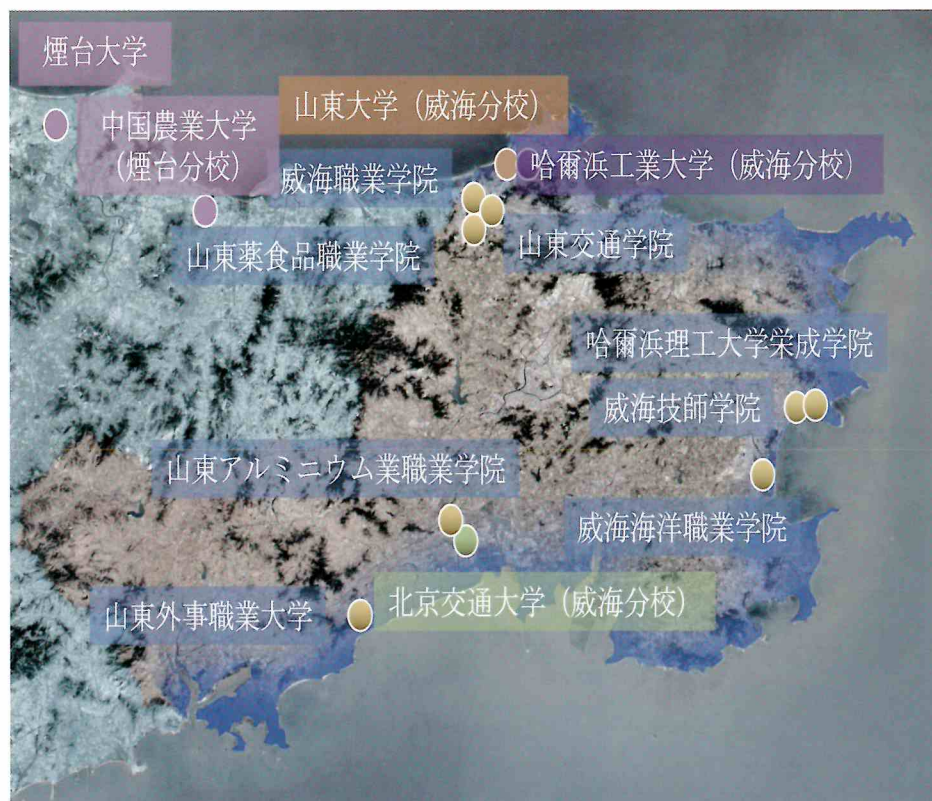 煙台大学
中国農業大学
(煙台分校)
山東大学 (威海分校)
哈爾浜工業大学 (威海分校)
威海職業学院
山東薬食品職業学院
山東交通学院
哈爾浜理工大学栄成学院
威海技師学院
山東アルミニウム業職業学院
威海海洋職業学院
北京交通大学 (威海分校)
山東外事職業大学